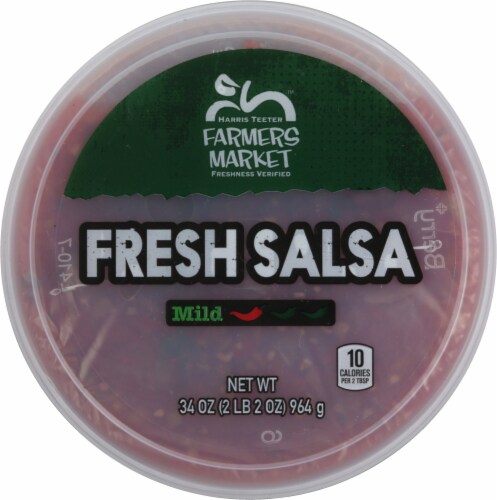 HARRIS TEETER
FARMERS
MARKET
FRESHNESS VERIFIED
FRESH SALSA
Mild
10
CALORIES
PER 2 TBSP
NET WT
34 OZ (2 LB 2 OZ) 964 g